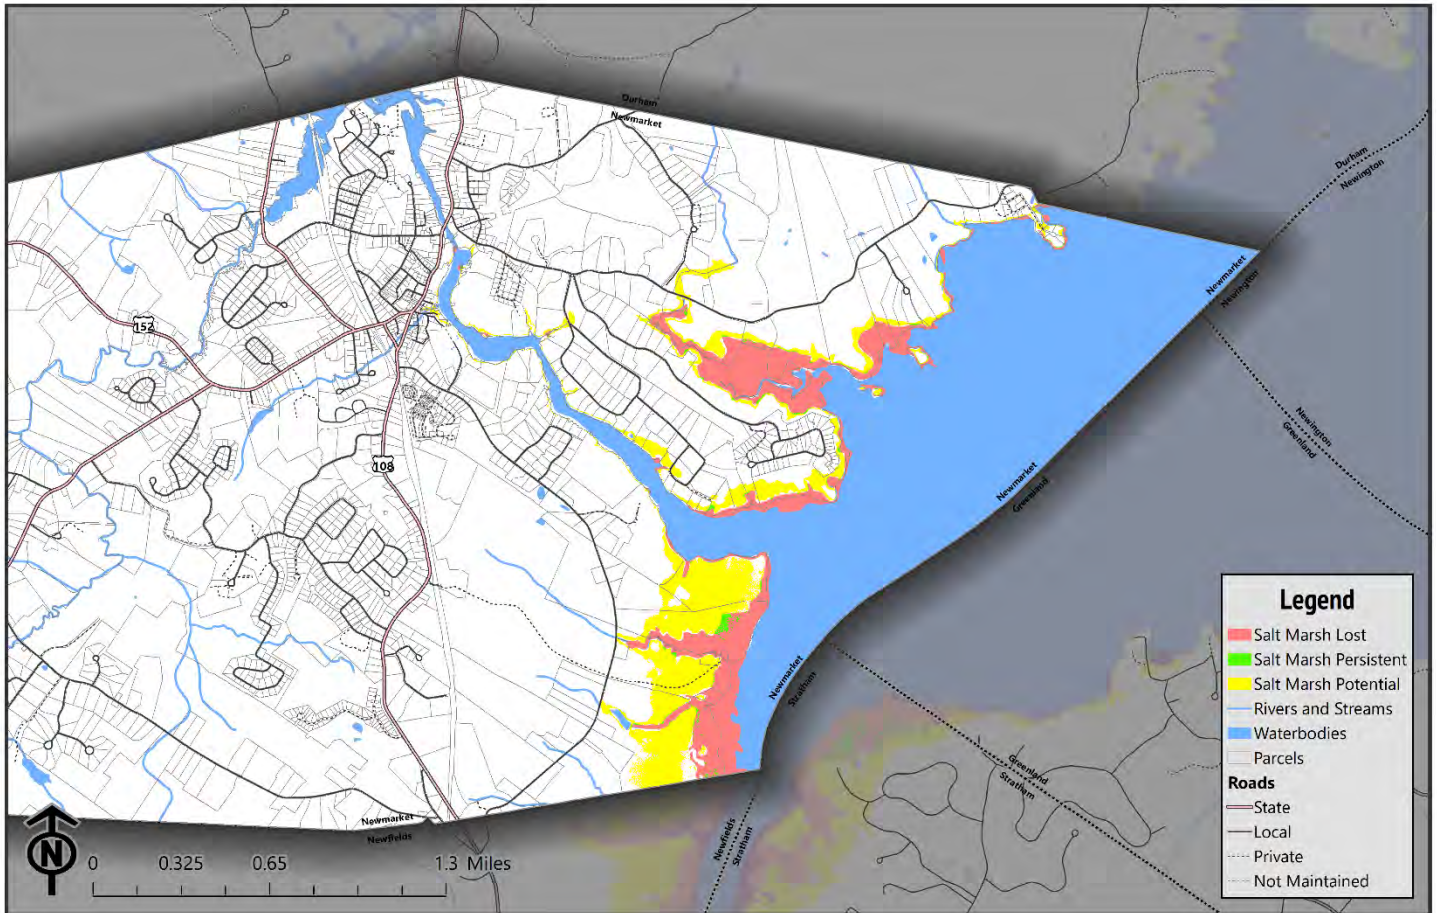 Durham
Newmarket
Durham
Newington
Newmarket
Newington
152
Newington
Greenland
108
Newmarket
Greenland
Newmarket
Stratham
Greenland
Stratham
Newmarket
Newfields
Newfields
Stratham
N
0 0.325 0.65 1.3 Miles
Legend
Salt Marsh Lost
Salt Marsh Persistent
Salt Marsh Potential
Rivers and Streams
Waterbodies
Parcels
Roads
State
Local
Private
Not Maintained